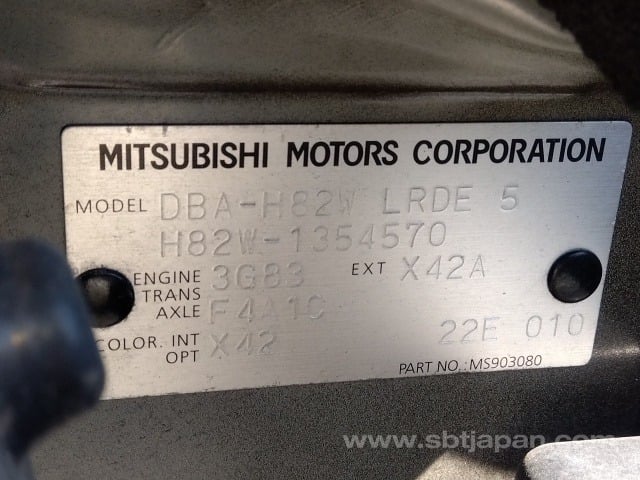 MITSUBISHI MOTORS CORPORATION
MODEL DBA-H82W LRDE 5
H82W-1354570
ENGINE 3G83 EXT X42A
TRANS AXLE F4A1C
COLOR. INT OPT X42 22E 010
PART NO.: MS903080
www.sbtjapan.com